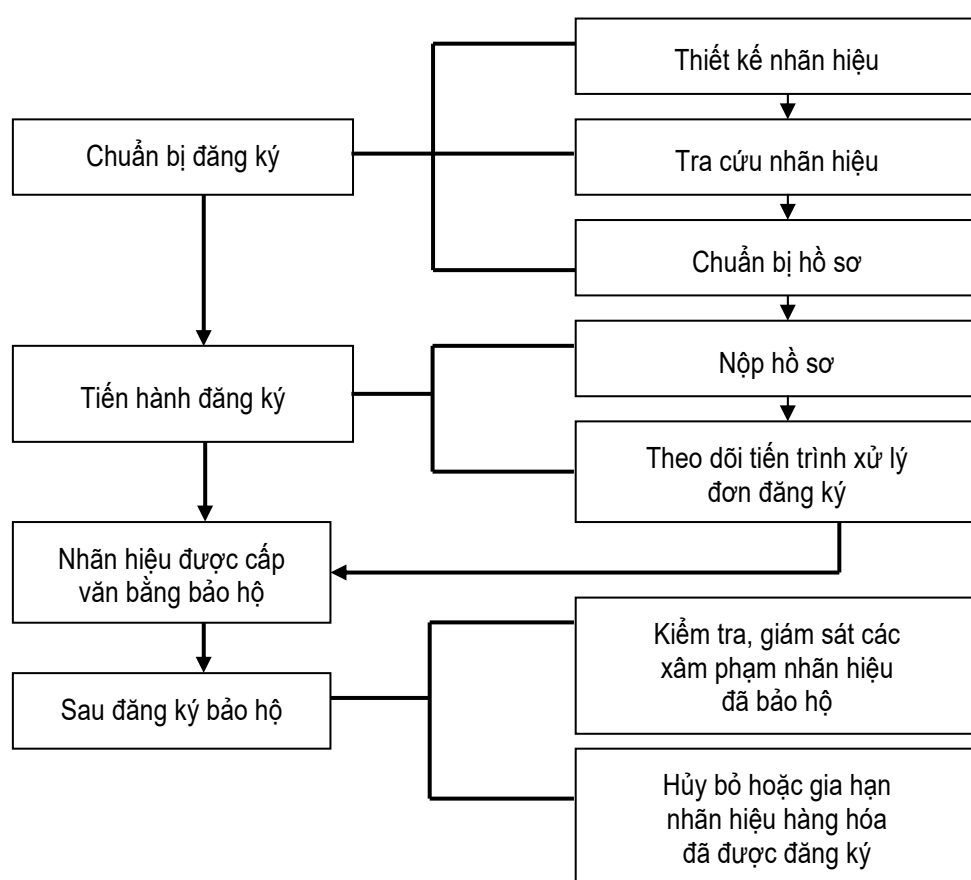 Thiết kế nhãn hiệu
Chuẩn bị đăng ký
Tra cứu nhãn hiệu
Chuẩn bị hồ sơ
Tiến hành đăng ký
Nộp hồ sơ
Theo dõi tiến trình xử lý
đơn đăng ký
Nhãn hiệu được cấp
văn bằng bảo hộ
Sau đăng ký bảo hộ
Kiểm tra, giám sát các
xâm phạm nhãn hiệu
đã bảo hộ
Hủy bỏ hoặc gia hạn
nhãn hiệu hàng hóa
đã được đăng ký